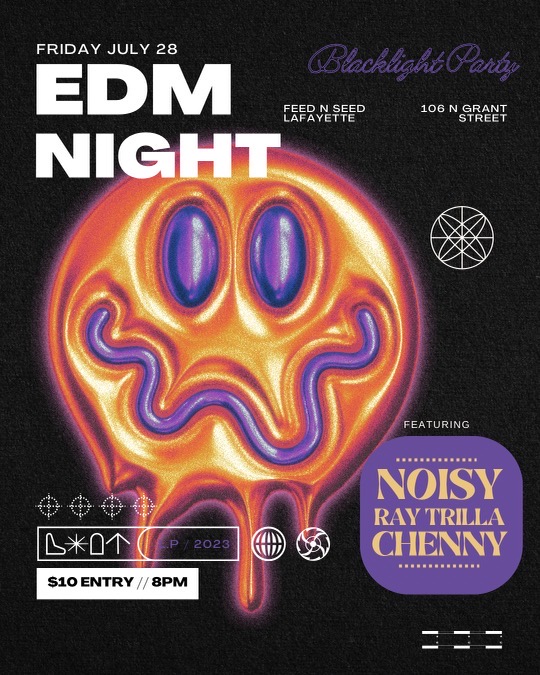 FRIDAY JULY 28
EDM
NIGHT
Blacklight Party
FEED N SEED
LAFAYETTE
106 N GRANT
STREET
FEATURING
NOISY
RAY TRILLA
CHENNY
.P / 2023
$10 ENTRY // 8PM